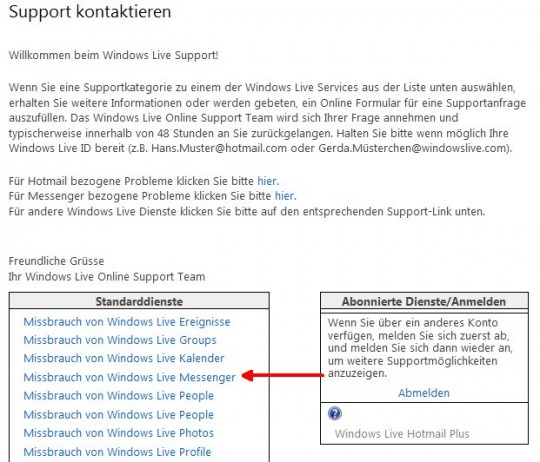 Support kontaktieren
Willkommen beim Windows Live Support!
Wenn Sie eine Supportkategorie zu einem der Windows Live Services aus der Liste unten auswählen,
erhalten Sie weitere Informationen oder werden gebeten, ein Online Formular für eine Supportanfrage
auszufüllen. Das Windows Live Online Support Team wird sich Ihrer Frage annehmen und
typischerweise innerhalb von 48 Stunden an Sie zurückgelangen. Halten Sie bitte wenn möglich Ihre
Windows Live ID bereit (z.B. Hans.Muster@hotmail.com oder Gerda.Müsterchen@windowslive.com).
Für Hotmail bezogene Probleme klicken Sie bitte hier.
Für Messenger bezogene Probleme klicken Sie bitte hier.
Für andere Windows Live Dienste klicken Sie bitte auf den entsprechenden Support-Link unten.
Freundliche Grüsse
Ihr Windows Live Online Support Team
Standarddienste
Missbrauch von Windows Live Ereignisse
Missbrauch von Windows Live Groups
Missbrauch von Windows Live Kalender
Missbrauch von Windows Live Messenger
Missbrauch von Windows Live People
Missbrauch von Windows Live People
Missbrauch von Windows Live Photos
Missbrauch von Windows Live Profile
Abonnierte Dienste/Anmelden
Wenn Sie über ein anderes Konto
verfügen, melden Sie sich zuerst ab,
und melden Sie sich dann wieder an,
um weitere Supportmöglichkeiten
anzuzeigen.
Abmelden
?
Windows Live Hotmail Plus